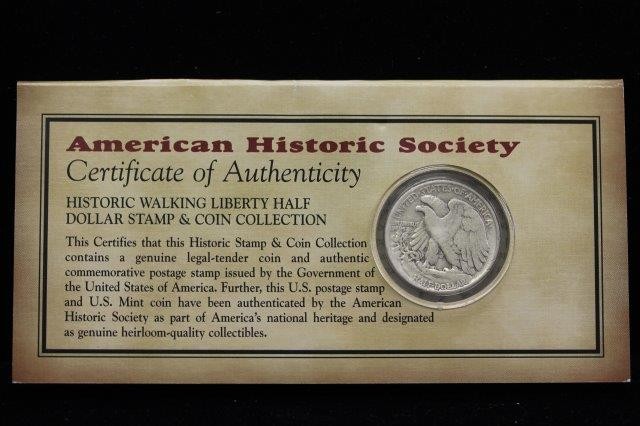 American Historic Society
Certificate of Authenticity
HISTORIC WALKING LIBERTY HALF
DOLLAR STAMP & COIN COLLECTION
This Certifies that this Historic Stamp & Coin Collection
contains a genuine legal-tender coin and authentic
commemorative postage stamp issued by the Government of
the United States of America. Further, this U.S. postage stamp
and U.S. Mint coin have been authenticated by the American
Historic Society as part of America's national heritage and designated
as genuine heirloom-quality collectibles.
UNITED STATES OF AMERICA
HALF DOLLAR